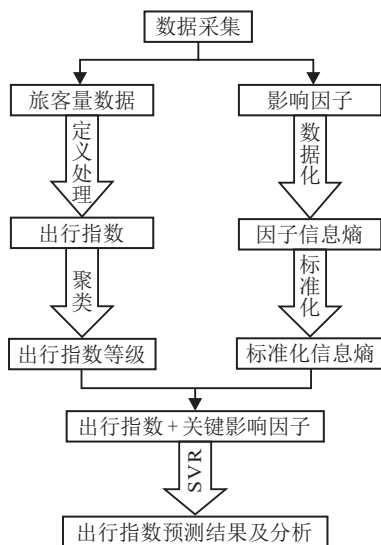 数据采集
旅客量数据
影响因子
定义处理
数据化
出行指数
因子信息熵
聚类
标准化
出行指数等级
标准化信息熵
出行指数+关键影响因子
SVR
出行指数预测结果及分析